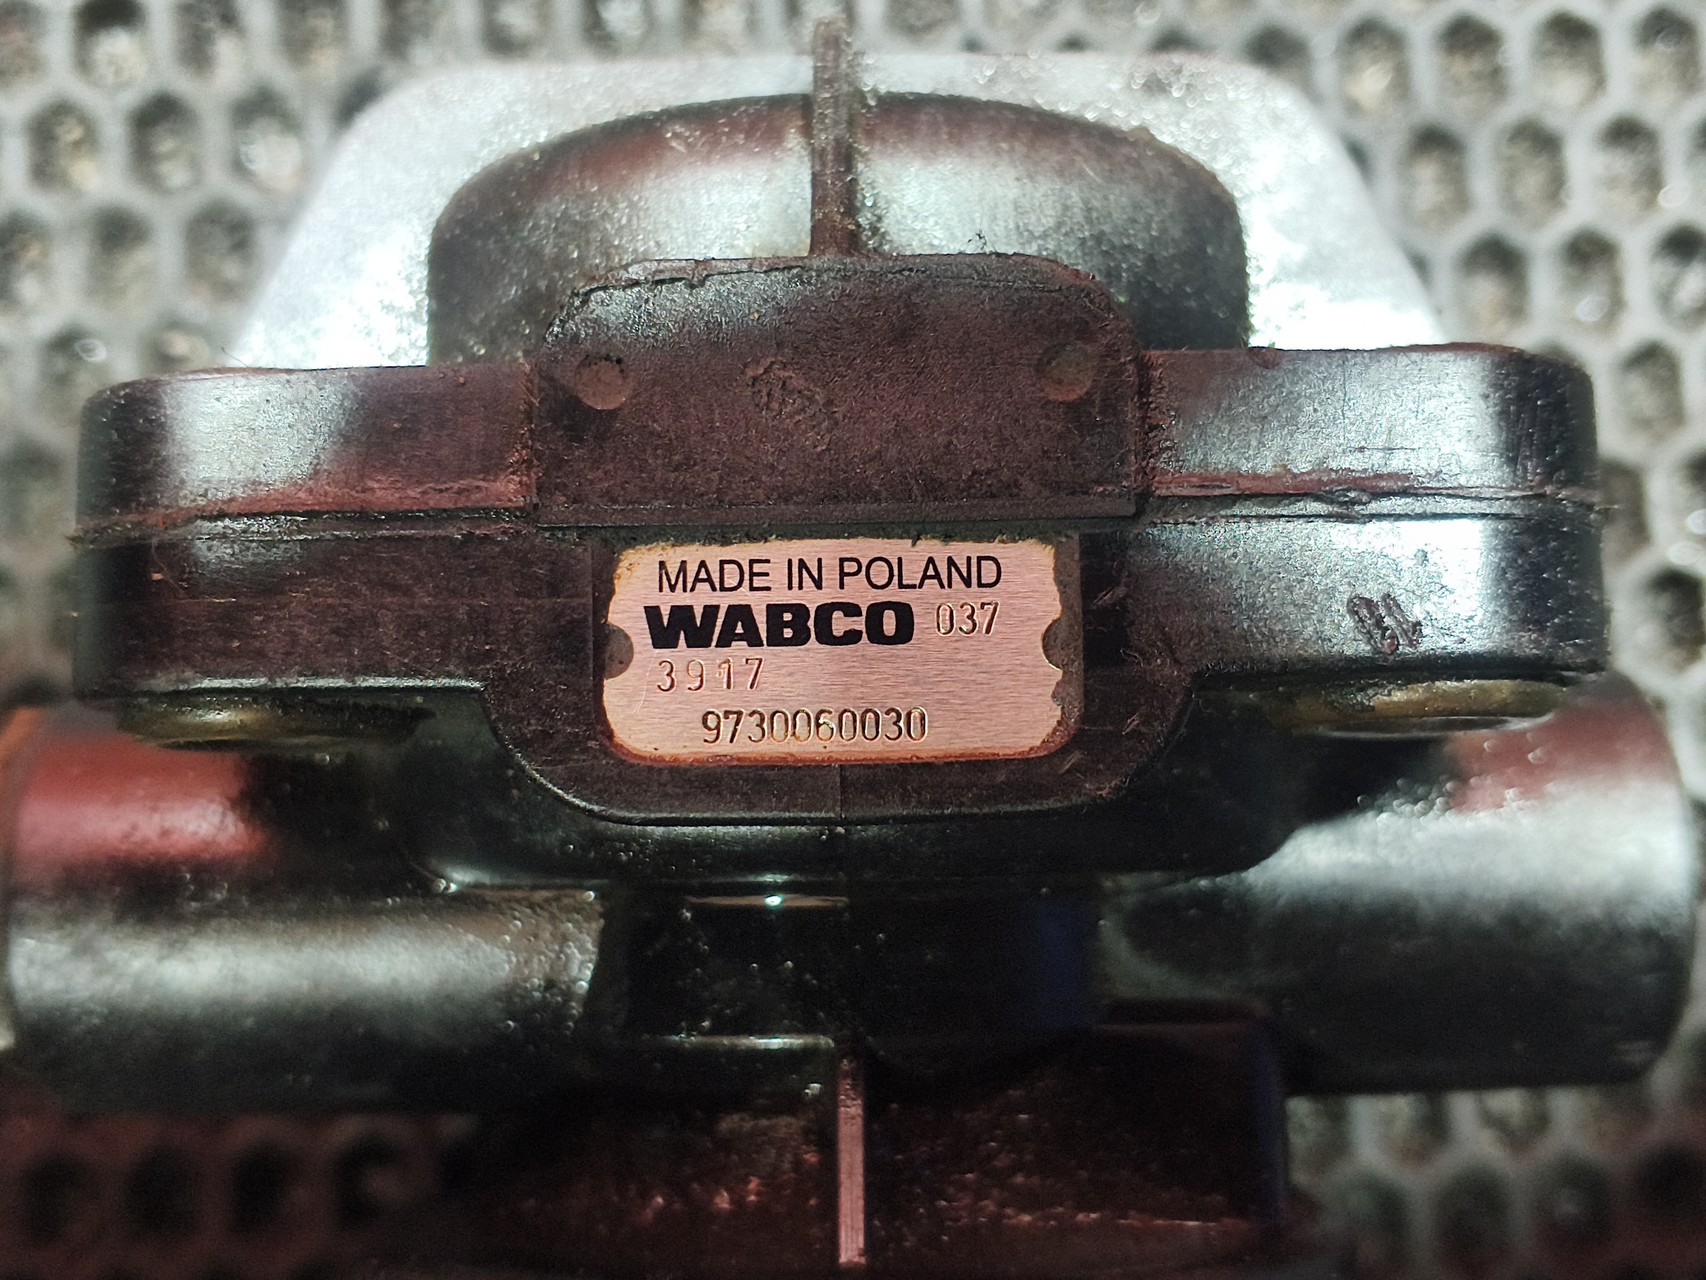 MADE IN POLAND
WABCO 037
3917
9730060030